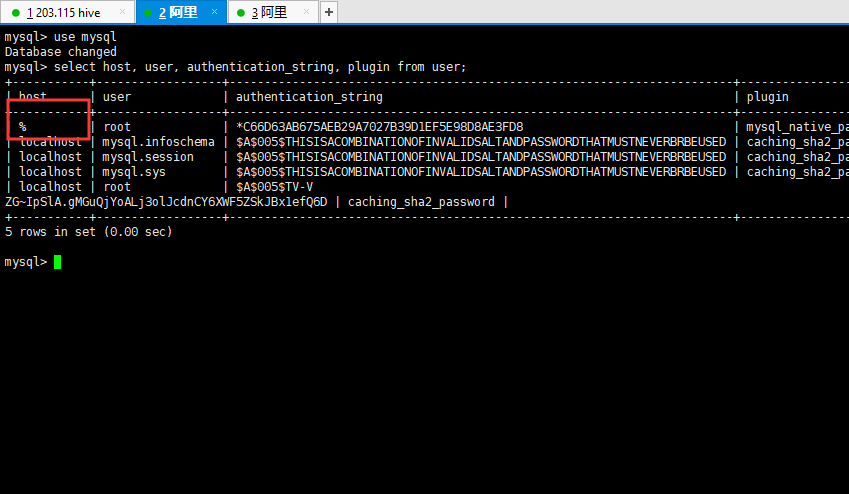 1 203.115 hive × 2 阿里 × 3 阿里 × +
mysql> use mysql
Database changed
mysql> select host, user, authentication_string, plugin from user;
+-----------+------------------+------------------------------------------------------------------------+----------------
| host      | user             | authentication_string                                                  | plugin
+-----------+------------------+------------------------------------------------------------------------+----------------
| %         | root             | *C66D63AB675AEB29A7027B39D1EF5E98D8AE3FD8                              | mysql_native_pa
| localhost | mysql.infoschema | $A$005$THISISACOMBINATIONOFINVALIDSALTANDPASSWORDTHATMUSTNEVERBRBEUSED | caching_sha2_pa
| localhost | mysql.session    | $A$005$THISISACOMBINATIONOFINVALIDSALTANDPASSWORDTHATMUSTNEVERBRBEUSED | caching_sha2_pa
| localhost | mysql.sys        | $A$005$THISISACOMBINATIONOFINVALIDSALTANDPASSWORDTHATMUSTNEVERBRBEUSED | caching_sha2_pa
| localhost | root             | $A$005$TV-V
ZG~IpSlA.gMGuQjYoALj3olJcdnCY6XWF5ZSkJBx1efQ6D | caching_sha2_password |
+-----------+------------------+------------------------------------------------------------------------+----------------
5 rows in set (0.00 sec)
mysql>